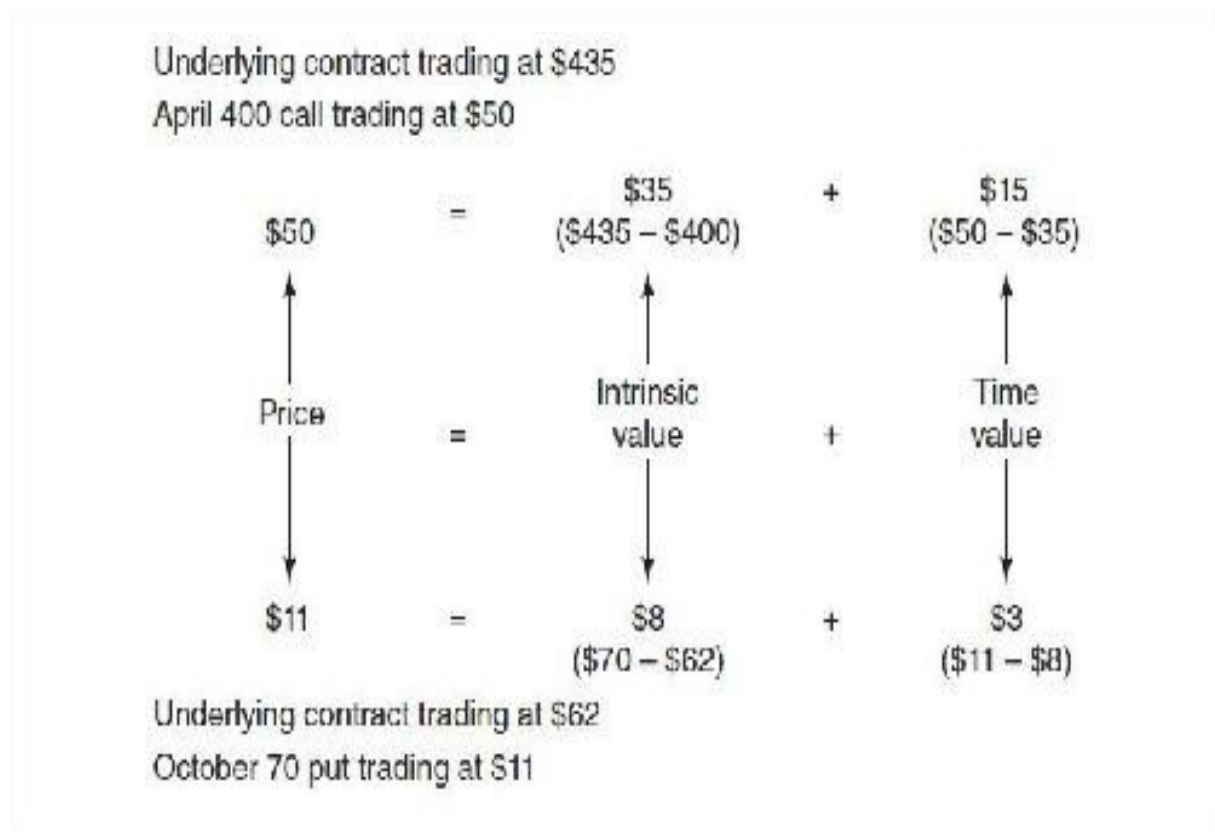 Underlying contract trading at $435
April 400 call trading at $50
$50 = $35 + $15
($435 – $400) ($50 – $35)
Price = Intrinsic value + Time value
$11 = $8 + $3
($70 – $62) ($11 – $8)
Underlying contract trading at $62
October 70 put trading at $11